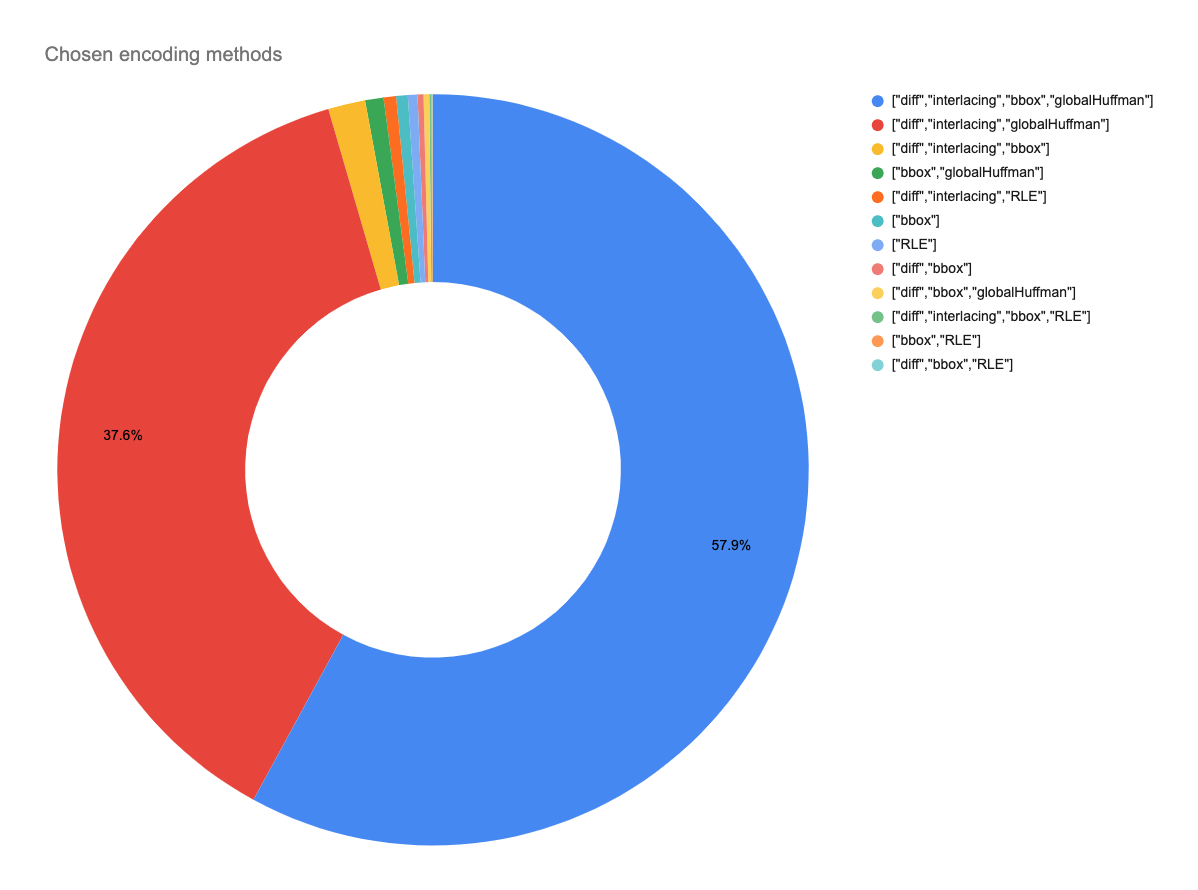 Chosen encoding methods
["diff","interlacing","bbox","globalHuffman"]
["diff","interlacing","globalHuffman"]
["diff","interlacing","bbox"]
["bbox","globalHuffman"]
["diff","interlacing","RLE"]
["bbox"]
["RLE"]
["diff","bbox"]
["diff","bbox","globalHuffman"]
["diff","interlacing","bbox","RLE"]
["bbox","RLE"]
["diff","bbox","RLE"]
37.6%
57.9%